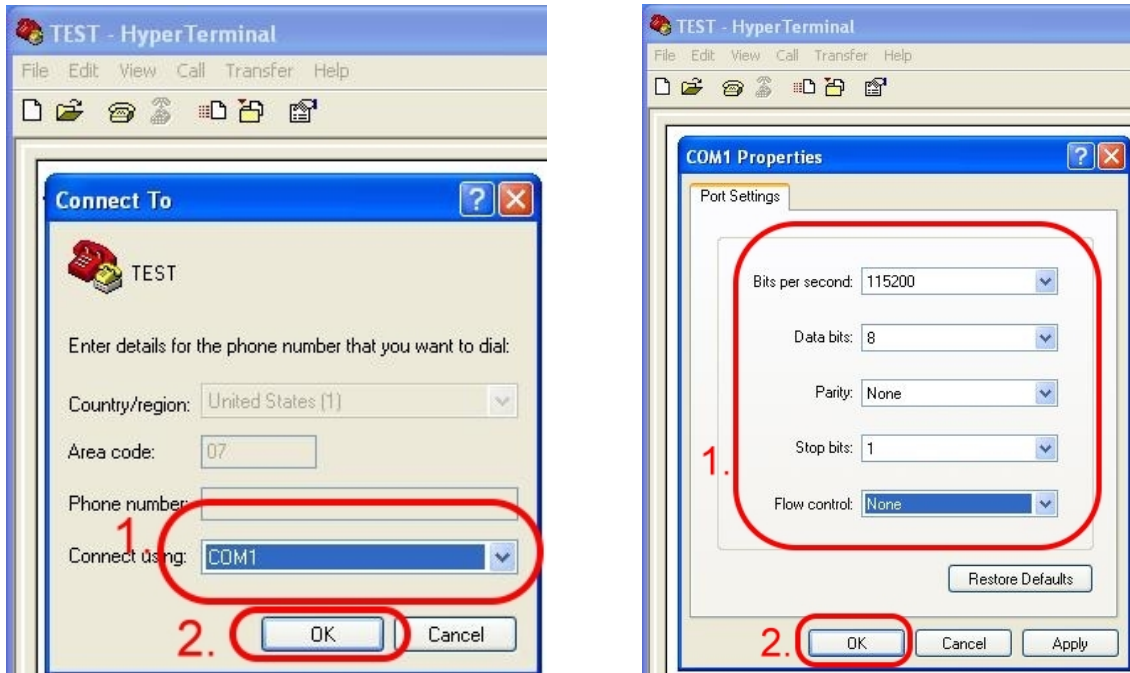 TEST - HyperTerminal
File Edit View Call Transfer Help
Connect To
TEST
Enter details for the phone number that you want to dial:
Country/region: United States (1)
Area code: 07
Phone number:
1.
Connect using: COM1
2. OK Cancel
TEST - HyperTerminal
File Edit View Call Transfer Help
COM1 Properties
Port Settings
Bits per second: 115200
Data bits: 8
Parity: None
Stop bits: 1
1.
Flow control: None
Restore Defaults
2. OK Cancel Apply